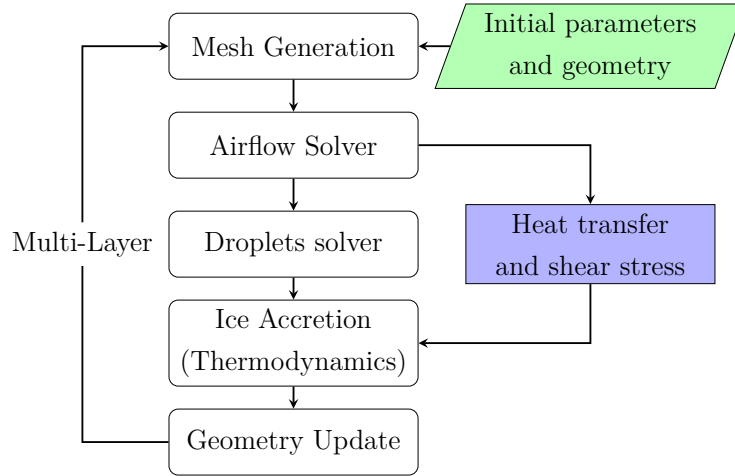 Mesh Generation
Initial parameters
and geometry
Airflow Solver
Multi-Layer
Droplets solver
Heat transfer
and shear stress
Ice Accretion
(Thermodynamics)
Geometry Update